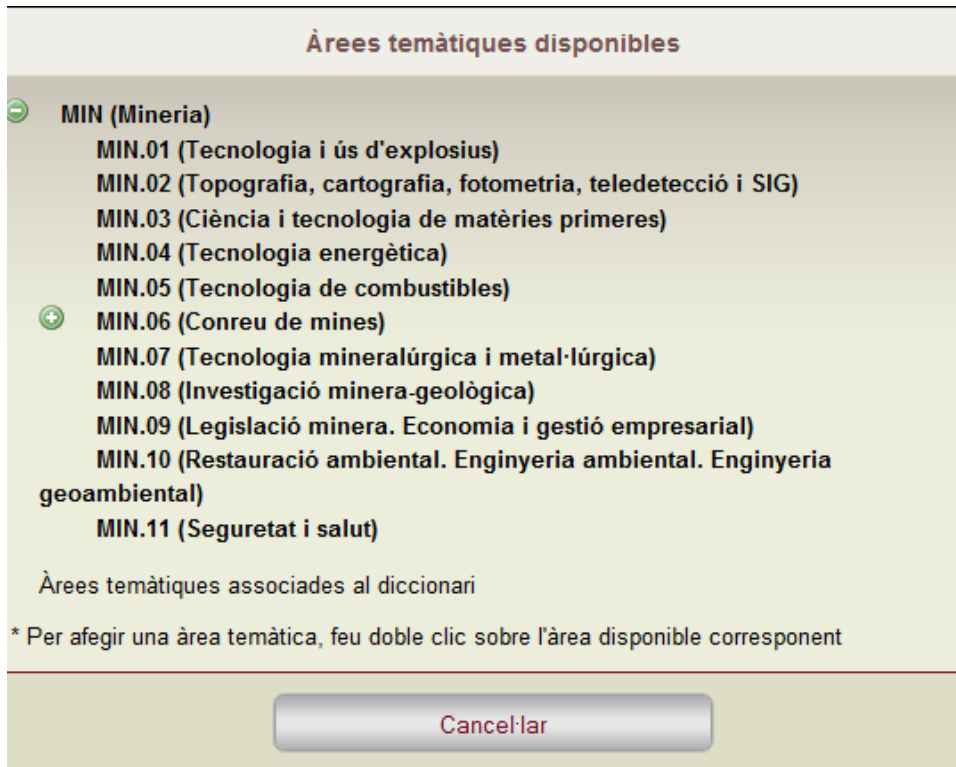 Àrees temàtiques disponibles
MIN (Mineria)
MIN.01 (Tecnologia i ús d'explosius)
MIN.02 (Topografia, cartografia, fotometria, teledetecció i SIG)
MIN.03 (Ciència i tecnologia de matèries primeres)
MIN.04 (Tecnologia energètica)
MIN.05 (Tecnologia de combustibles)
MIN.06 (Conreu de mines)
MIN.07 (Tecnologia mineralúrgica i metal·lúrgica)
MIN.08 (Investigació minera-geològica)
MIN.09 (Legislació minera. Economia i gestió empresarial)
MIN.10 (Restauració ambiental. Enginyeria ambiental. Enginyeria
geoambiental)
MIN.11 (Seguretat i salut)
Àrees temàtiques associades al diccionari
* Per afegir una àrea temàtica, feu doble clic sobre l'àrea disponible corresponent
Cancel·lar